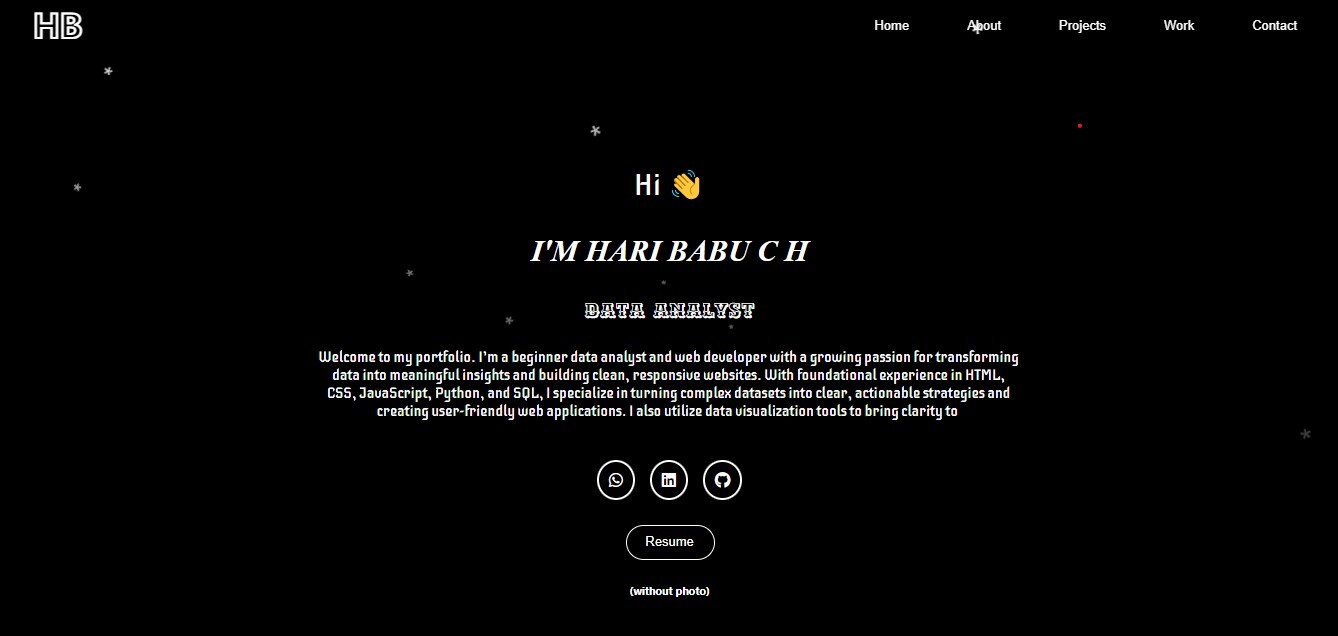 HB
Home About Projects Work Contact
Hi 👋
I'M HARI BABU C H
DATA ANALYST
Welcome to my portfolio. I'm a beginner data analyst and web developer with a growing passion for transforming
data into meaningful insights and building clean, responsive websites. With foundational experience in HTML,
CSS, JavaScript, Python, and SQL, I specialize in turning complex datasets into clear, actionable strategies and
creating user-friendly web applications. I also utilize data visualization tools to bring clarity to
in
Resume
(without photo)